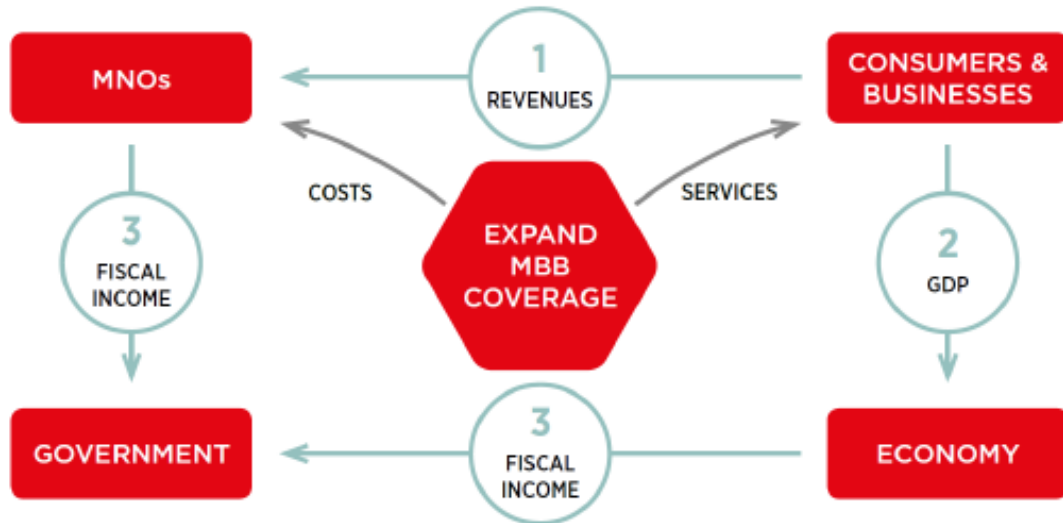 MNOs
1
REVENUES
CONSUMERS &
BUSINESSES
COSTS
SERVICES
EXPAND
MBB
COVERAGE
3
FISCAL
INCOME
2
GDP
GOVERNMENT
3
FISCAL
INCOME
ECONOMY